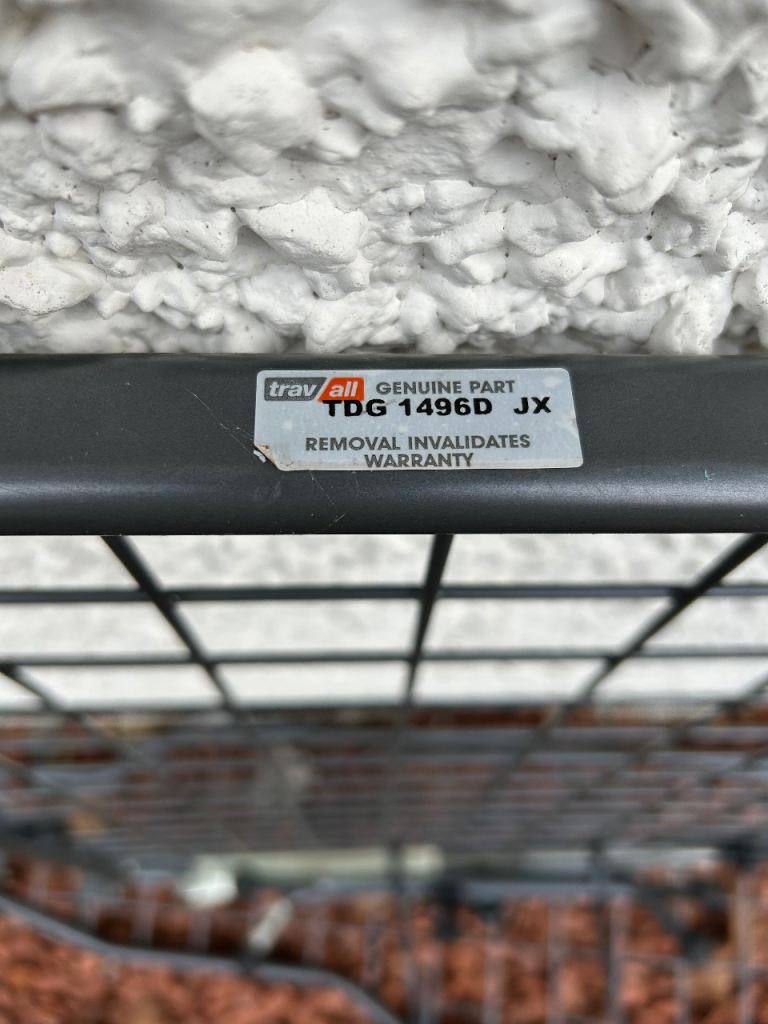 travall GENUINE PART
TDG 1496D JX
REMOVAL INVALIDATES
WARRANTY